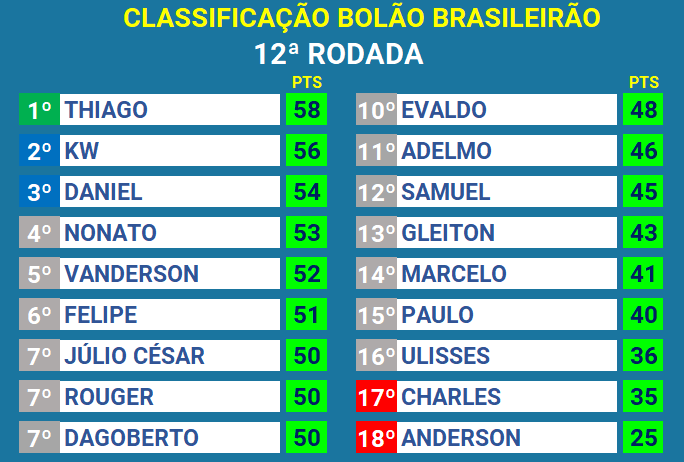 CLASSIFICAÇÃO BOLÃO BRASILEIRÃO
12ª RODADA
PTS
1º THIAGO 58
2º KW 56
3º DANIEL 54
4º NONATO 53
5º VANDERSON 52
6º FELIPE 51
7º JÚLIO CÉSAR 50
7º ROUGER 50
7º DAGOBERTO 50
PTS
10º EVALDO 48
11º ADELMO 46
12º SAMUEL 45
13º GLEITON 43
14º MARCELO 41
15º PAULO 40
16º ULISSES 36
17º CHARLES 35
18º ANDERSON 25